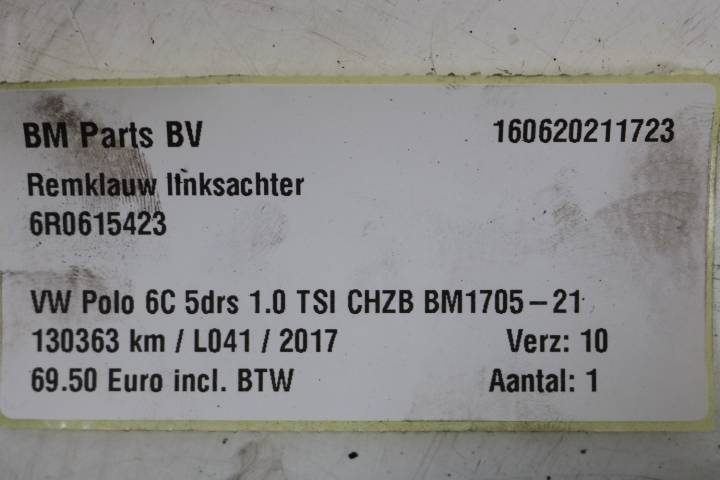 BM Parts BV 160620211723
Remklauw linksachter
6R0615423
VW Polo 6C 5drs 1.0 TSI CHZB BM1705-21
130363 km / L041 / 2017 Verz: 10
69.50 Euro incl. BTW Aantal: 1